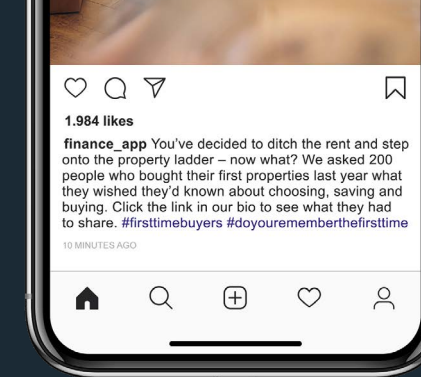 1.984 likes
finance_app You've decided to ditch the rent and step
onto the property ladder – now what? We asked 200
people who bought their first properties last year what
they wished they'd known about choosing, saving and
buying. Click the link in our bio to see what they had
to share. #firsttimebuyers #doyourememberthefirsttime
10 MINUTES AGO